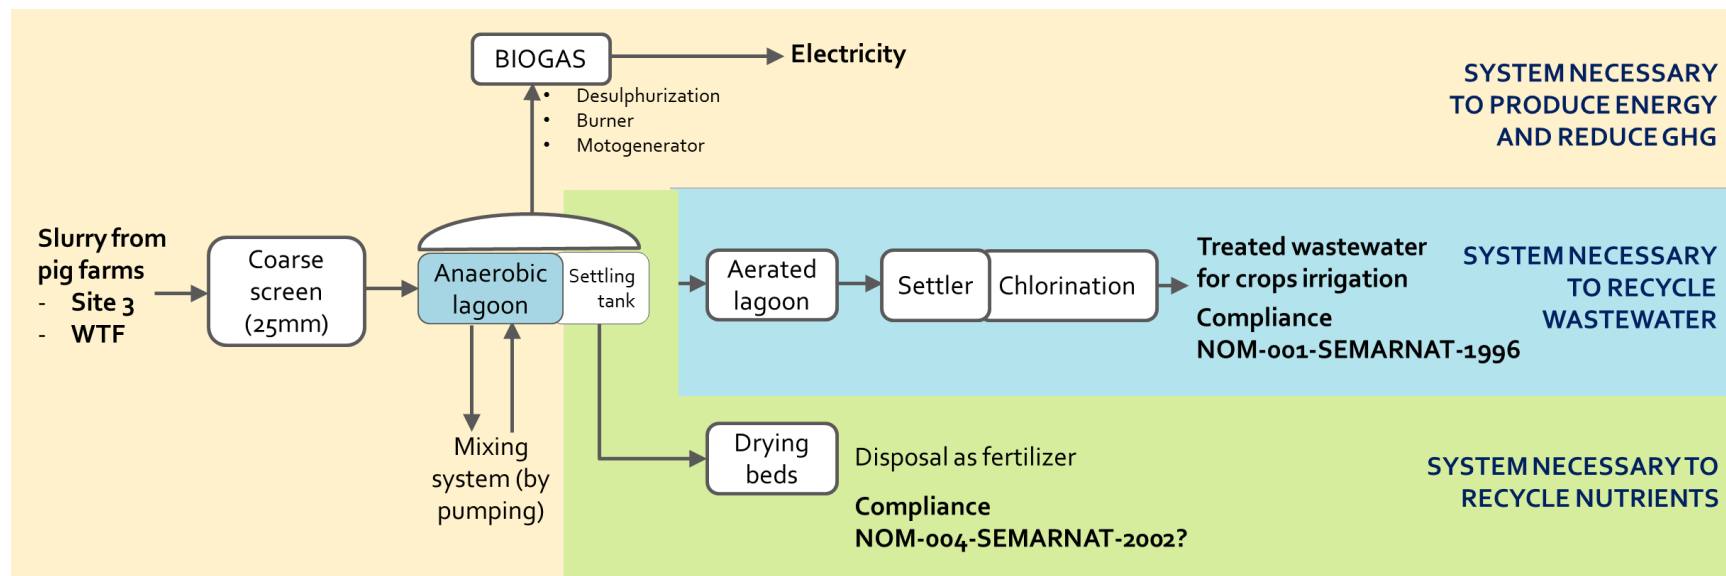 BIOGAS
Electricity
• Desulphurization
• Burner
• Motogenerator
SYSTEM NECESSARY
TO PRODUCE ENERGY
AND REDUCE GHG
Slurry from
pig farms
- Site 3
- WTF
Coarse
screen
(25mm)
Anaerobic
lagoon
Settling
tank
Mixing
system (by
pumping)
Aerated
lagoon
Settler
Chlorination
Treated wastewater
for crops irrigation
Compliance
NOM-001-SEMARNAT-1996
SYSTEM NECESSARY
TO RECYCLE
WASTEWATER
Drying
beds
Disposal as fertilizer
Compliance
NOM-004-SEMARNAT-2002?
SYSTEM NECESSARY TO
RECYCLE NUTRIENTS